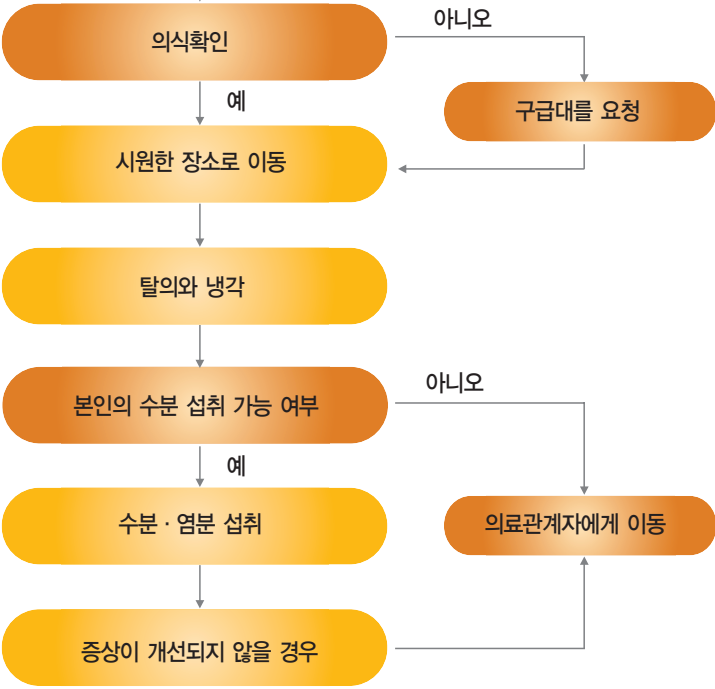 의식확인
아니오
구급대를 요청
예
시원한 장소로 이동
탈의와 냉각
본인의 수분 섭취 가능 여부
아니오
예
수분 · 염분 섭취
의료관계자에게 이동
증상이 개선되지 않을 경우